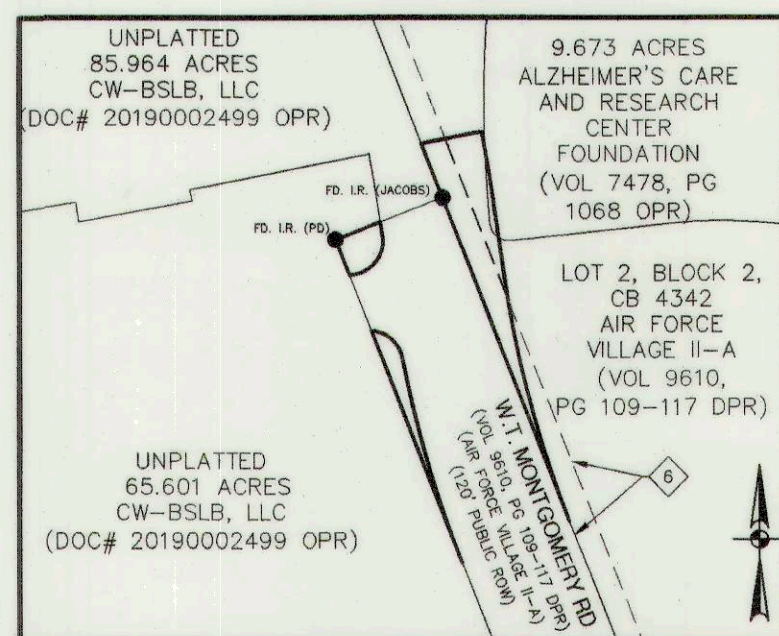 UNPLATTED
85.964 ACRES
CW-BSLB, LLC
(DOC# 20190002499 OPR)
9.673 ACRES
ALZHEIMER'S CARE
AND RESEARCH
CENTER
FOUNDATION
(VOL 7478, PG
1068 OPR)
FD. I.R. (JACOBS)
FD. I.R. (PD)
LOT 2, BLOCK 2,
CB 4342
AIR FORCE
VILLAGE II-A
(VOL 9610,
PG 109-117 DPR)
W.T. MONTGOMERY RD
(VOL 9610, PG 109-117 DPR)
(AIR FORCE VILLAGE II-A)
(120' PUBLIC ROW)
6
UNPLATTED
65.601 ACRES
CW-BSLB, LLC
(DOC# 20190002499 OPR)